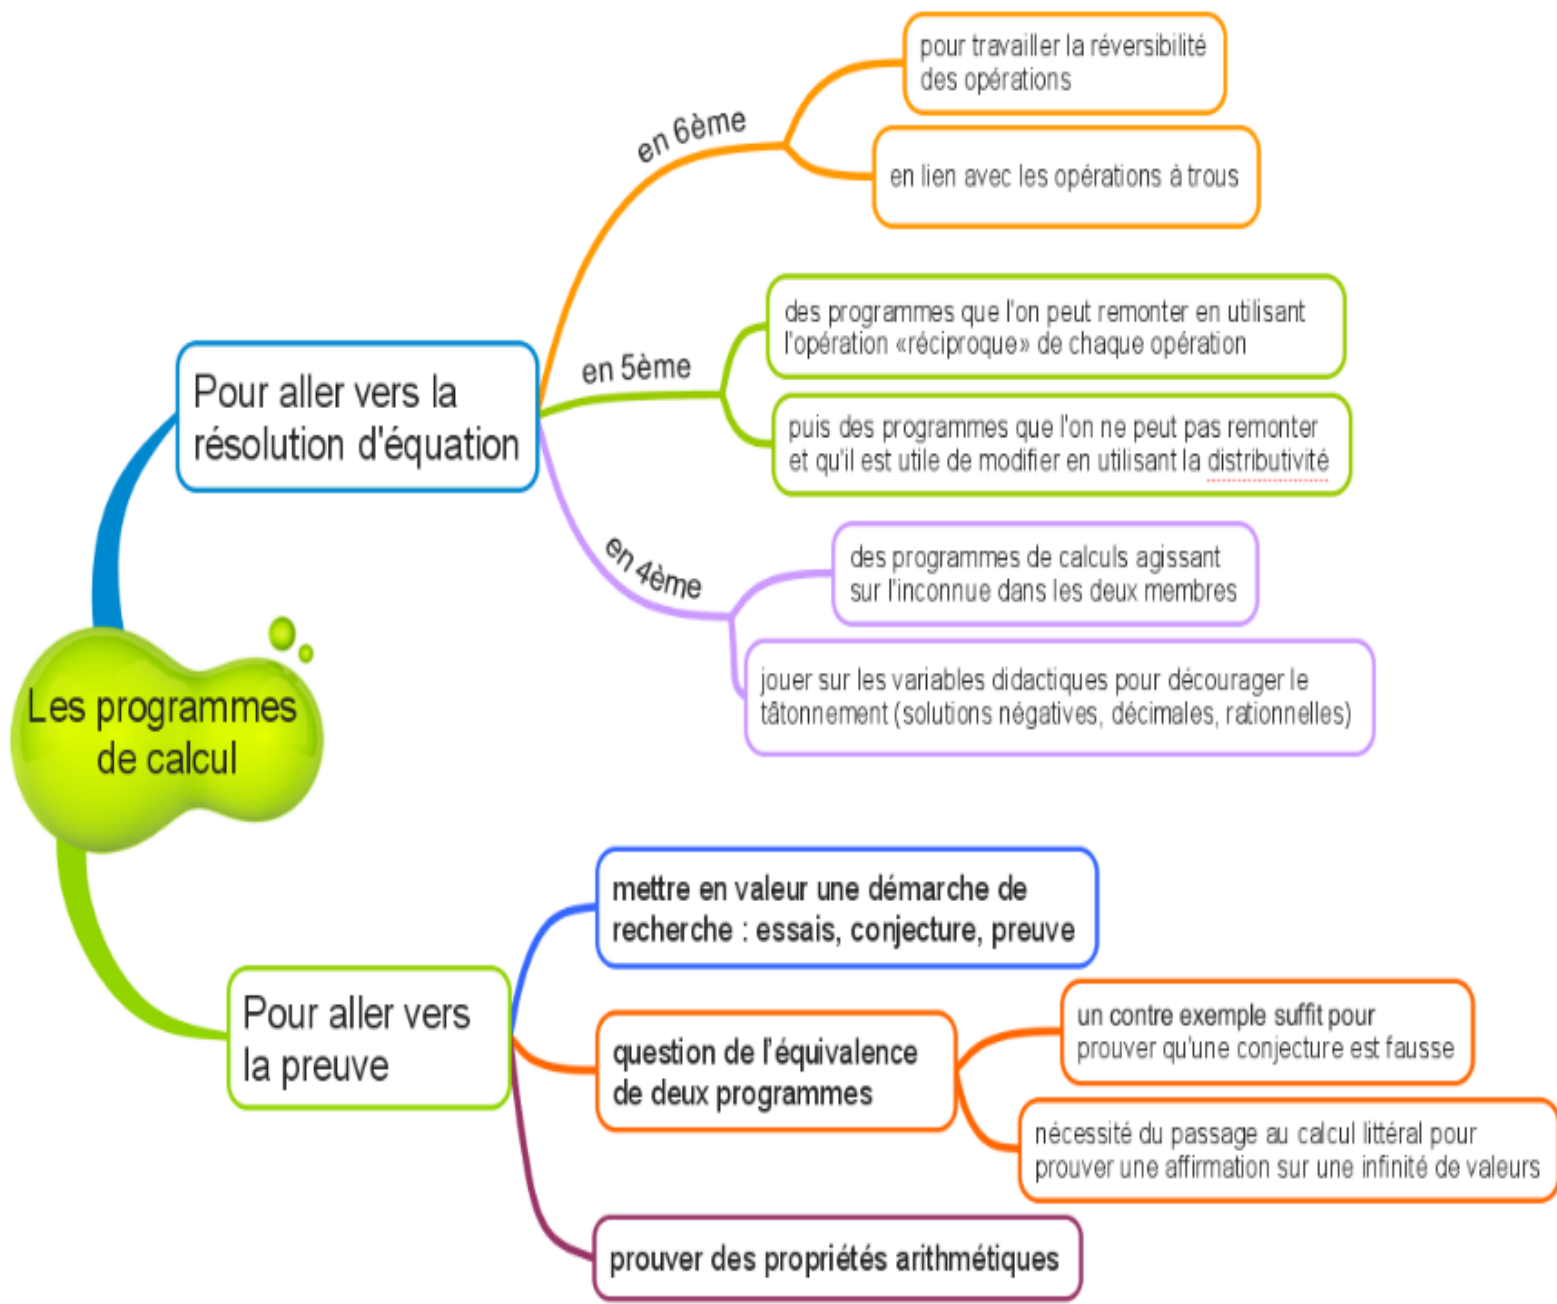 Les programmes
de calcul
Pour aller vers la
résolution d'équation
en 6ème
pour travailler la réversibilité
des opérations
en lien avec les opérations à trous
en 5ème
des programmes que l'on peut remonter en utilisant
l'opération «réciproque» de chaque opération
puis des programmes que l'on ne peut pas remonter
et qu'il est utile de modifier en utilisant la distributivité
en 4ème
des programmes de calculs agissant
sur l'inconnue dans les deux membres
jouer sur les variables didactiques pour décourager le
tâtonnement (solutions négatives, décimales, rationnelles)
Pour aller vers
la preuve
mettre en valeur une démarche de
recherche : essais, conjecture, preuve
question de l'équivalence
de deux programmes
un contre exemple suffit pour
prouver qu'une conjecture est fausse
nécessité du passage au calcul littéral pour
prouver une affirmation sur une infinité de valeurs
prouver des propriétés arithmétiques